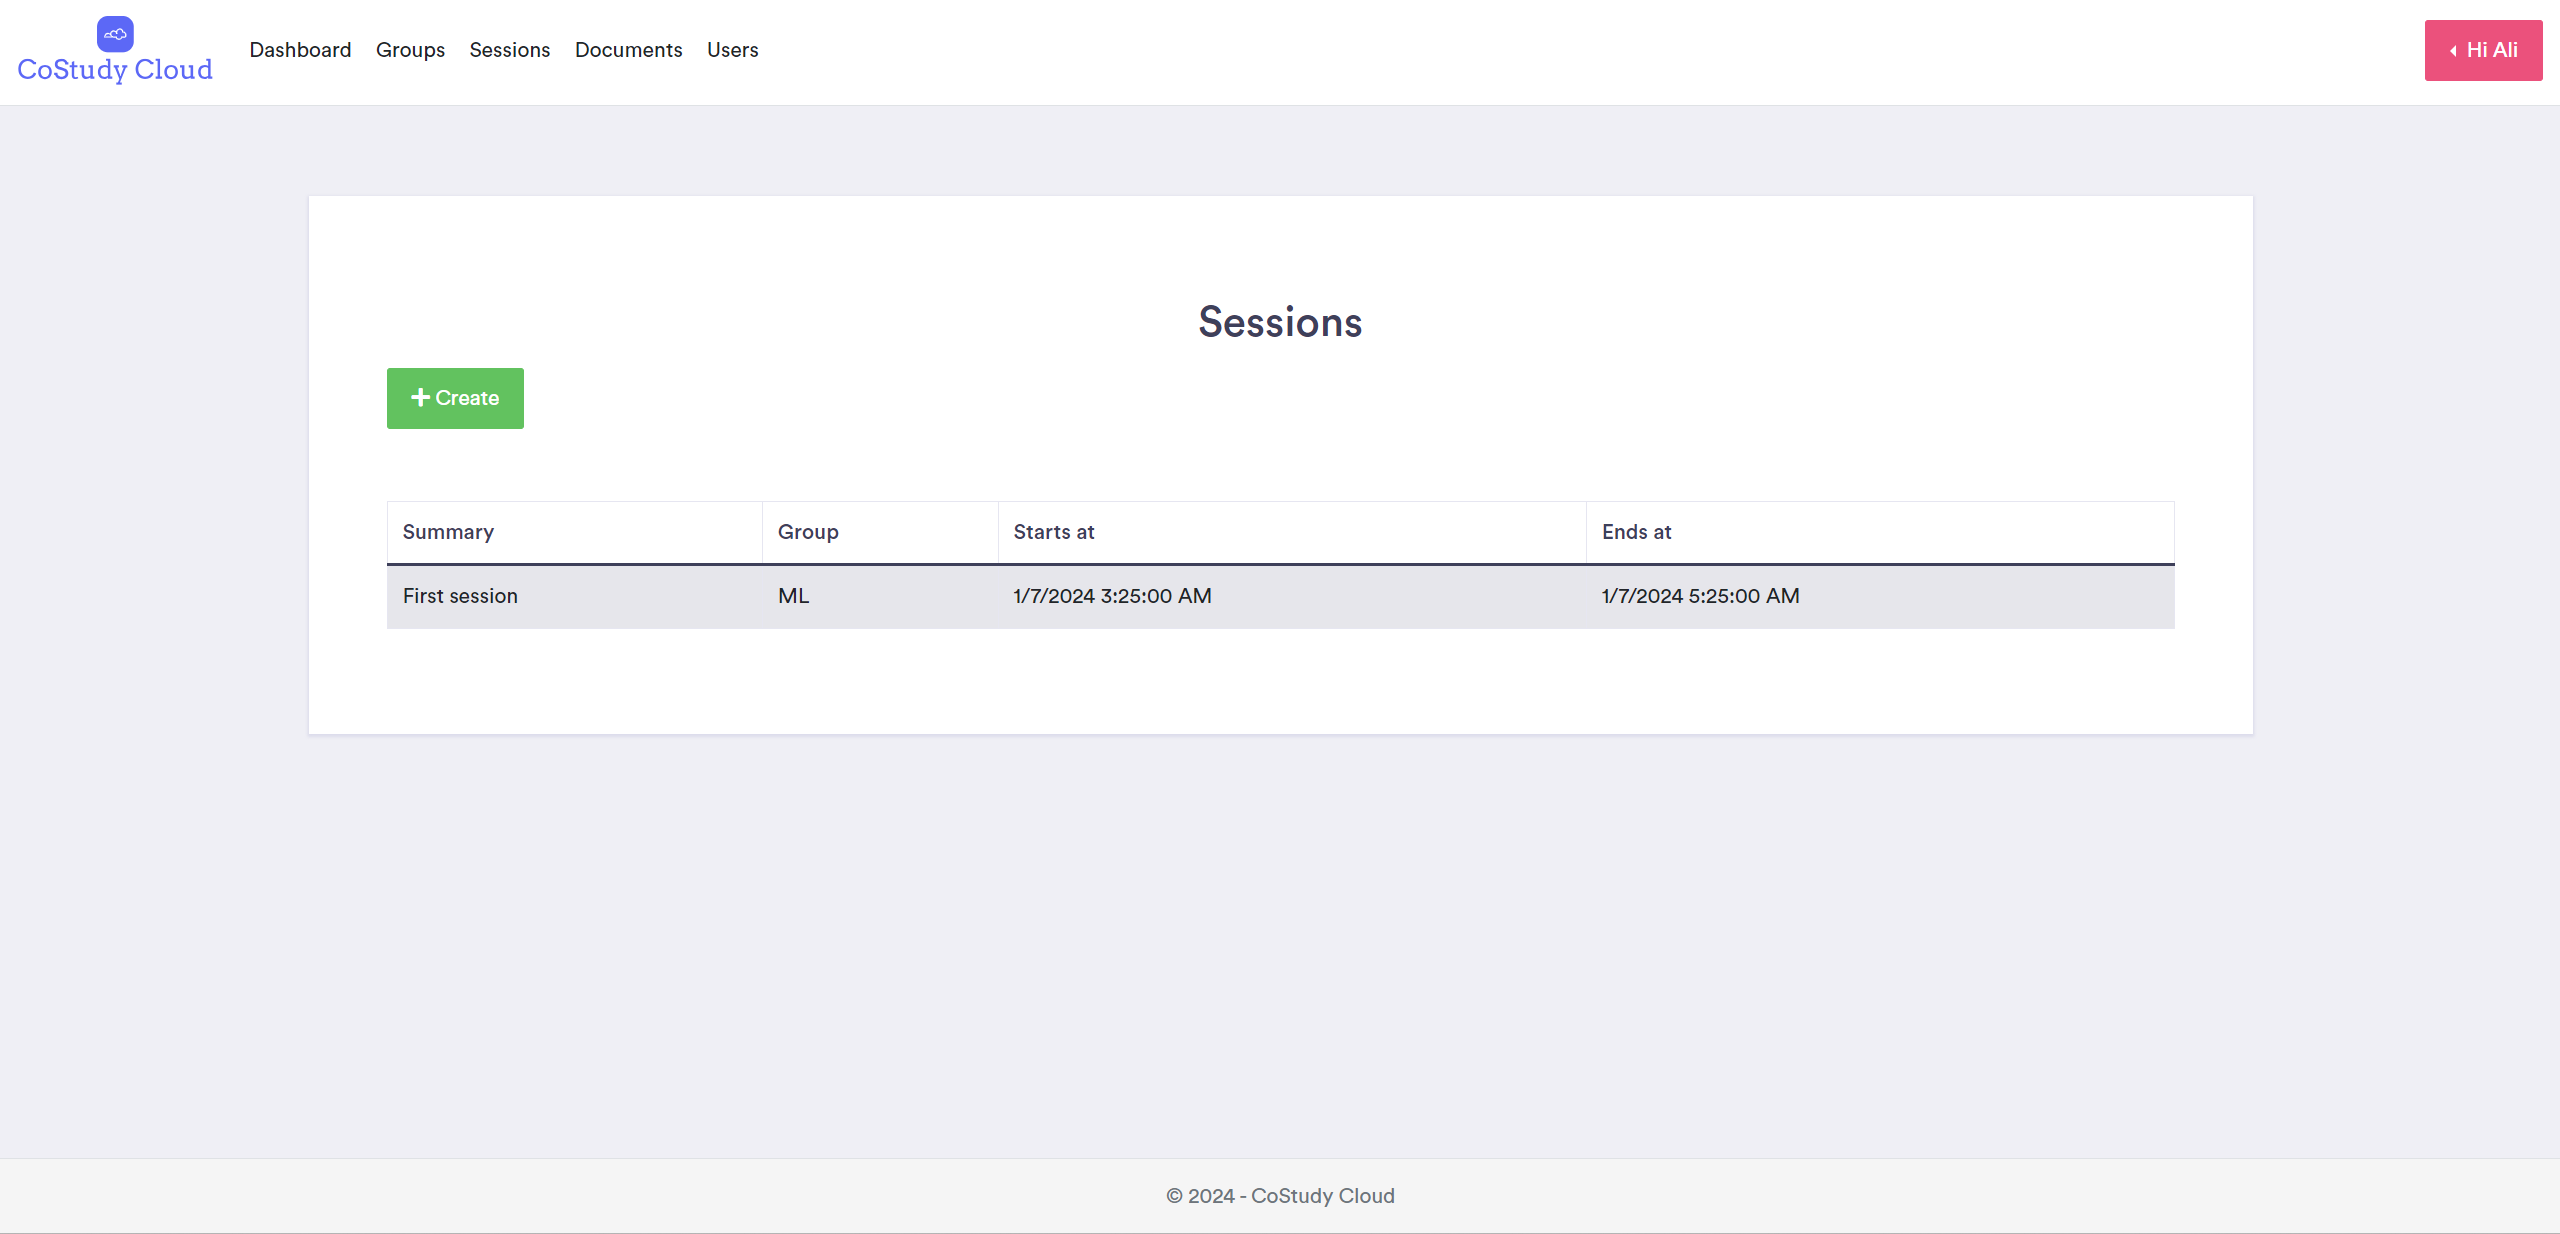 CoStudy Cloud
Dashboard Groups Sessions Documents Users
Hi Ali
Sessions
Create
Summary Group Starts at Ends at
First session ML 1/7/2024 3:25:00 AM 1/7/2024 5:25:00 AM
© 2024 - CoStudy Cloud